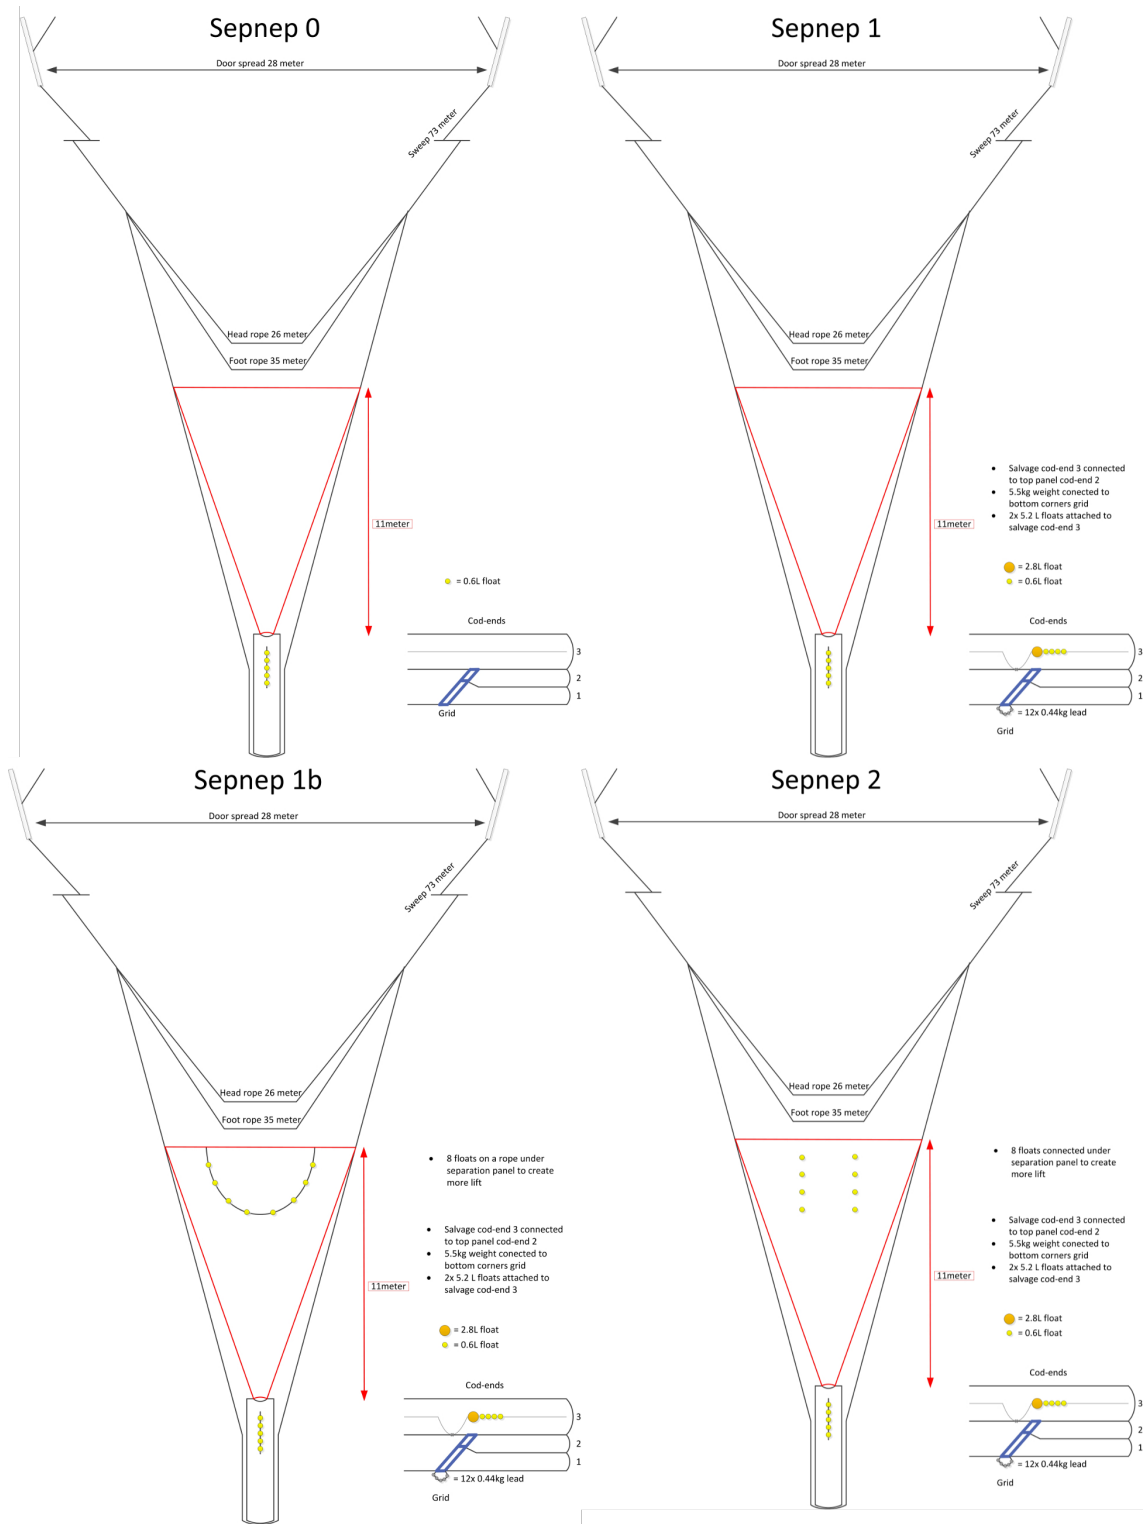 Sepnep 0
Door spread 28 meter
Sweep 73 meter
Head rope 26 meter
Foot rope 35 meter
11meter
= 0.6L float
Cod-ends
3
2
1
Grid
Sepnep 1
Door spread 28 meter
Sweep 73 meter
Head rope 26 meter
Foot rope 35 meter
• Salvage cod-end 3 connected
to top panel cod-end 2
• 5.5kg weight conected to
bottom corners grid
• 2x 5.2 L floats attached to
salvage cod-end 3
11meter
= 2.8L float
= 0.6L float
Cod-ends
3
2
1
= 12x 0.44kg lead
Grid
Sepnep 1b
Door spread 28 meter
Sweep 73 meter
Head rope 26 meter
Foot rope 35 meter
• 8 floats on a rope under
separation panel to create
more lift
• Salvage cod-end 3 connected
to top panel cod-end 2
• 5.5kg weight conected to
bottom corners grid
• 2x 5.2 L floats attached to
salvage cod-end 3
11meter
= 2.8L float
= 0.6L float
Cod-ends
3
2
1
= 12x 0.44kg lead
Grid
Sepnep 2
Door spread 28 meter
Sweep 73 meter
Head rope 26 meter
Foot rope 35 meter
• 8 floats connected under
separation panel to create
more lift
• Salvage cod-end 3 connected
to top panel cod-end 2
• 5.5kg weight conected to
bottom corners grid
• 2x 5.2 L floats attached to
salvage cod-end 3
11meter
= 2.8L float
= 0.6L float
Cod-ends
3
2
1
= 12x 0.44kg lead
Grid